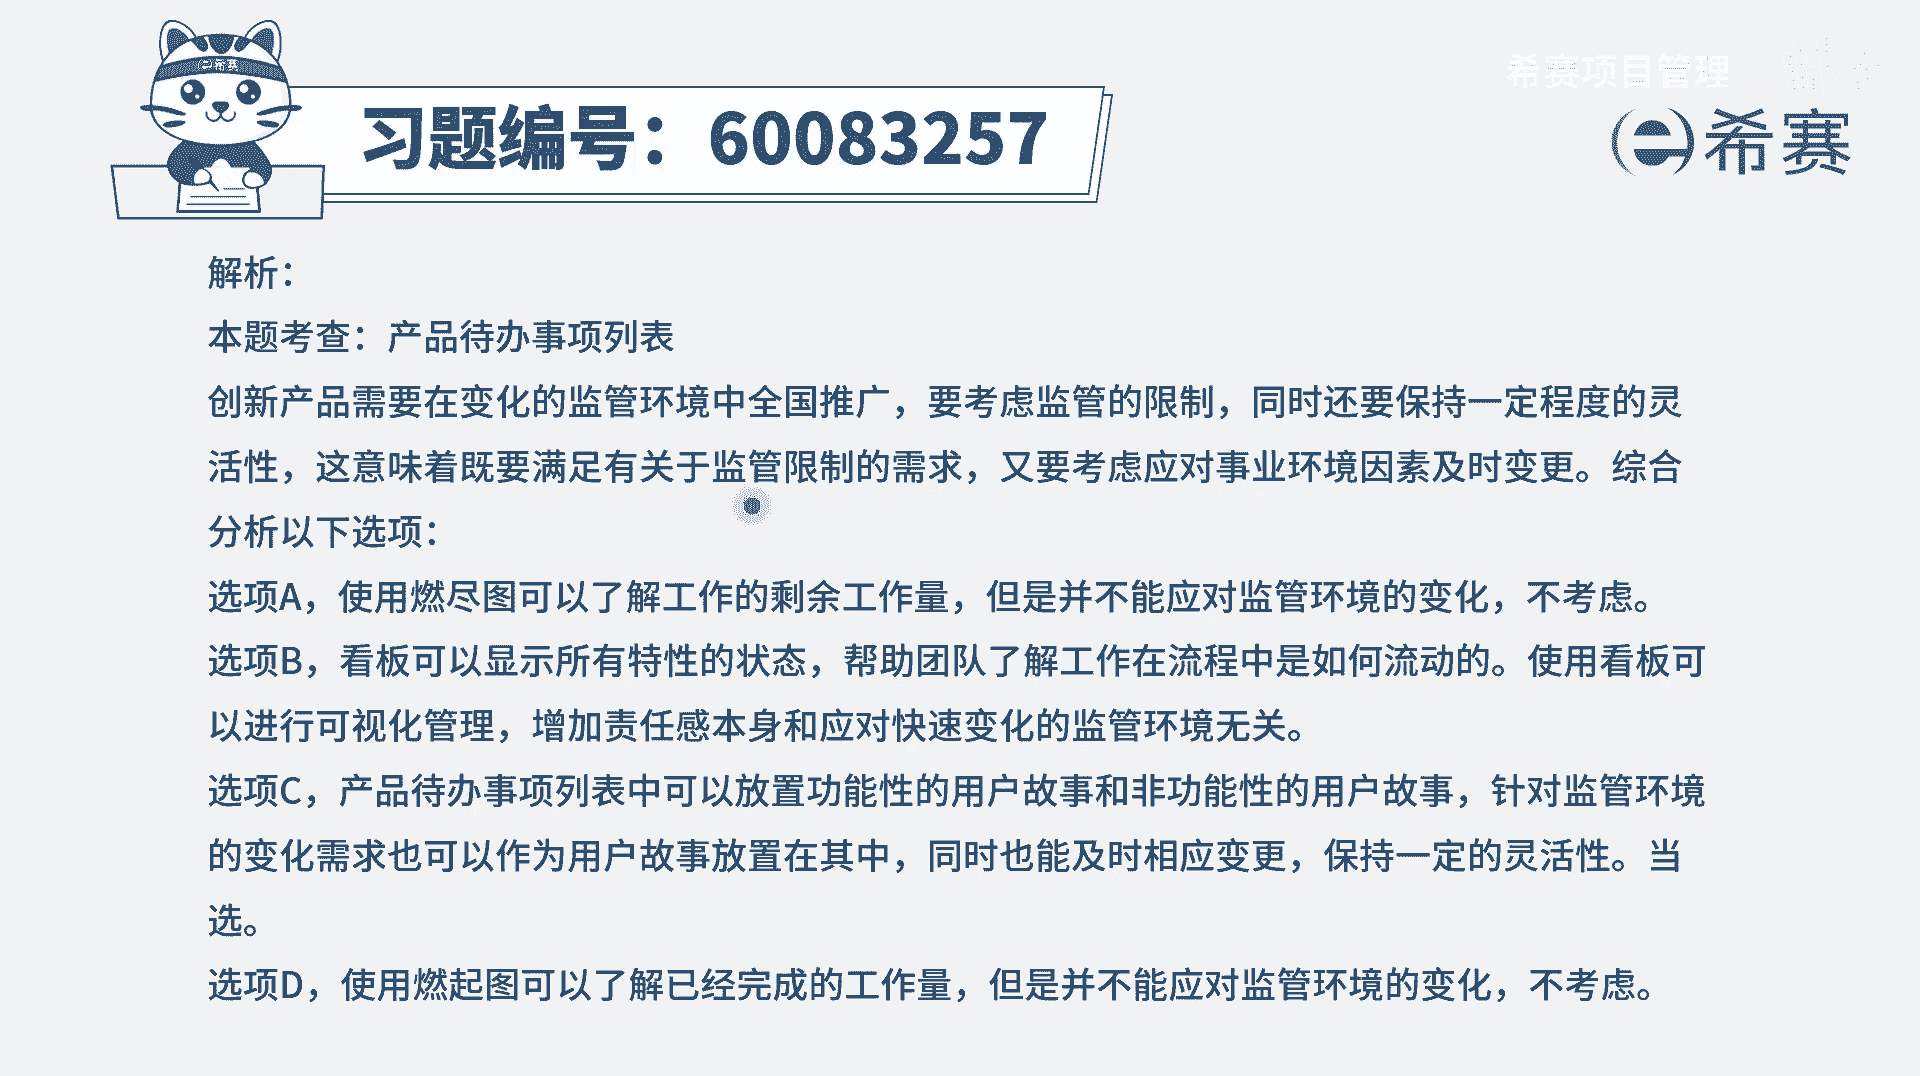 希赛
希赛项目管理
习题编号：60083257
希赛
解析：
本题考查：产品待办事项列表
创新产品需要在变化的监管环境中全国推广，要考虑监管的限制，同时还要保持一定程度的灵
活性，这意味着既要满足有关于监管限制的需求，又要考虑应对事业环境因素及时变更。综合
分析以下选项：
选项A，使用燃尽图可以了解工作的剩余工作量，但是并不能应对监管环境的变化，不考虑。
选项B，看板可以显示所有特性的状态，帮助团队了解工作在流程中是如何流动的。使用看板可
以进行可视化管理，增加责任感本身和应对快速变化的监管环境无关。
选项C，产品待办事项列表中可以放置功能性的用户故事和非功能性的用户故事，针对监管环境
的变化需求也可以作为用户故事放置在其中，同时也能及时相应变更，保持一定的灵活性。当
选。
选项D，使用燃起图可以了解已经完成的工作量，但是并不能应对监管环境的变化，不考虑。